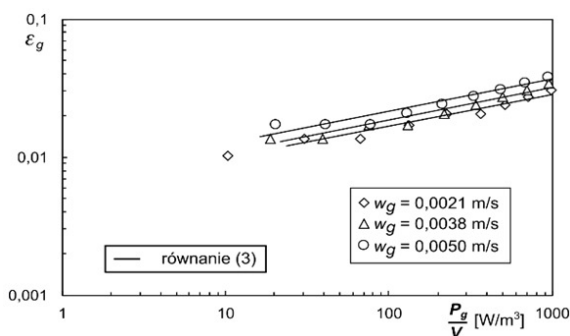 0,1
ε_g
0,01
w_g = 0,0021 m/s
w_g = 0,0038 m/s
w_g = 0,0050 m/s
równanie (3)
0,001
1
10
100
P_g/V [W/m³]
1000